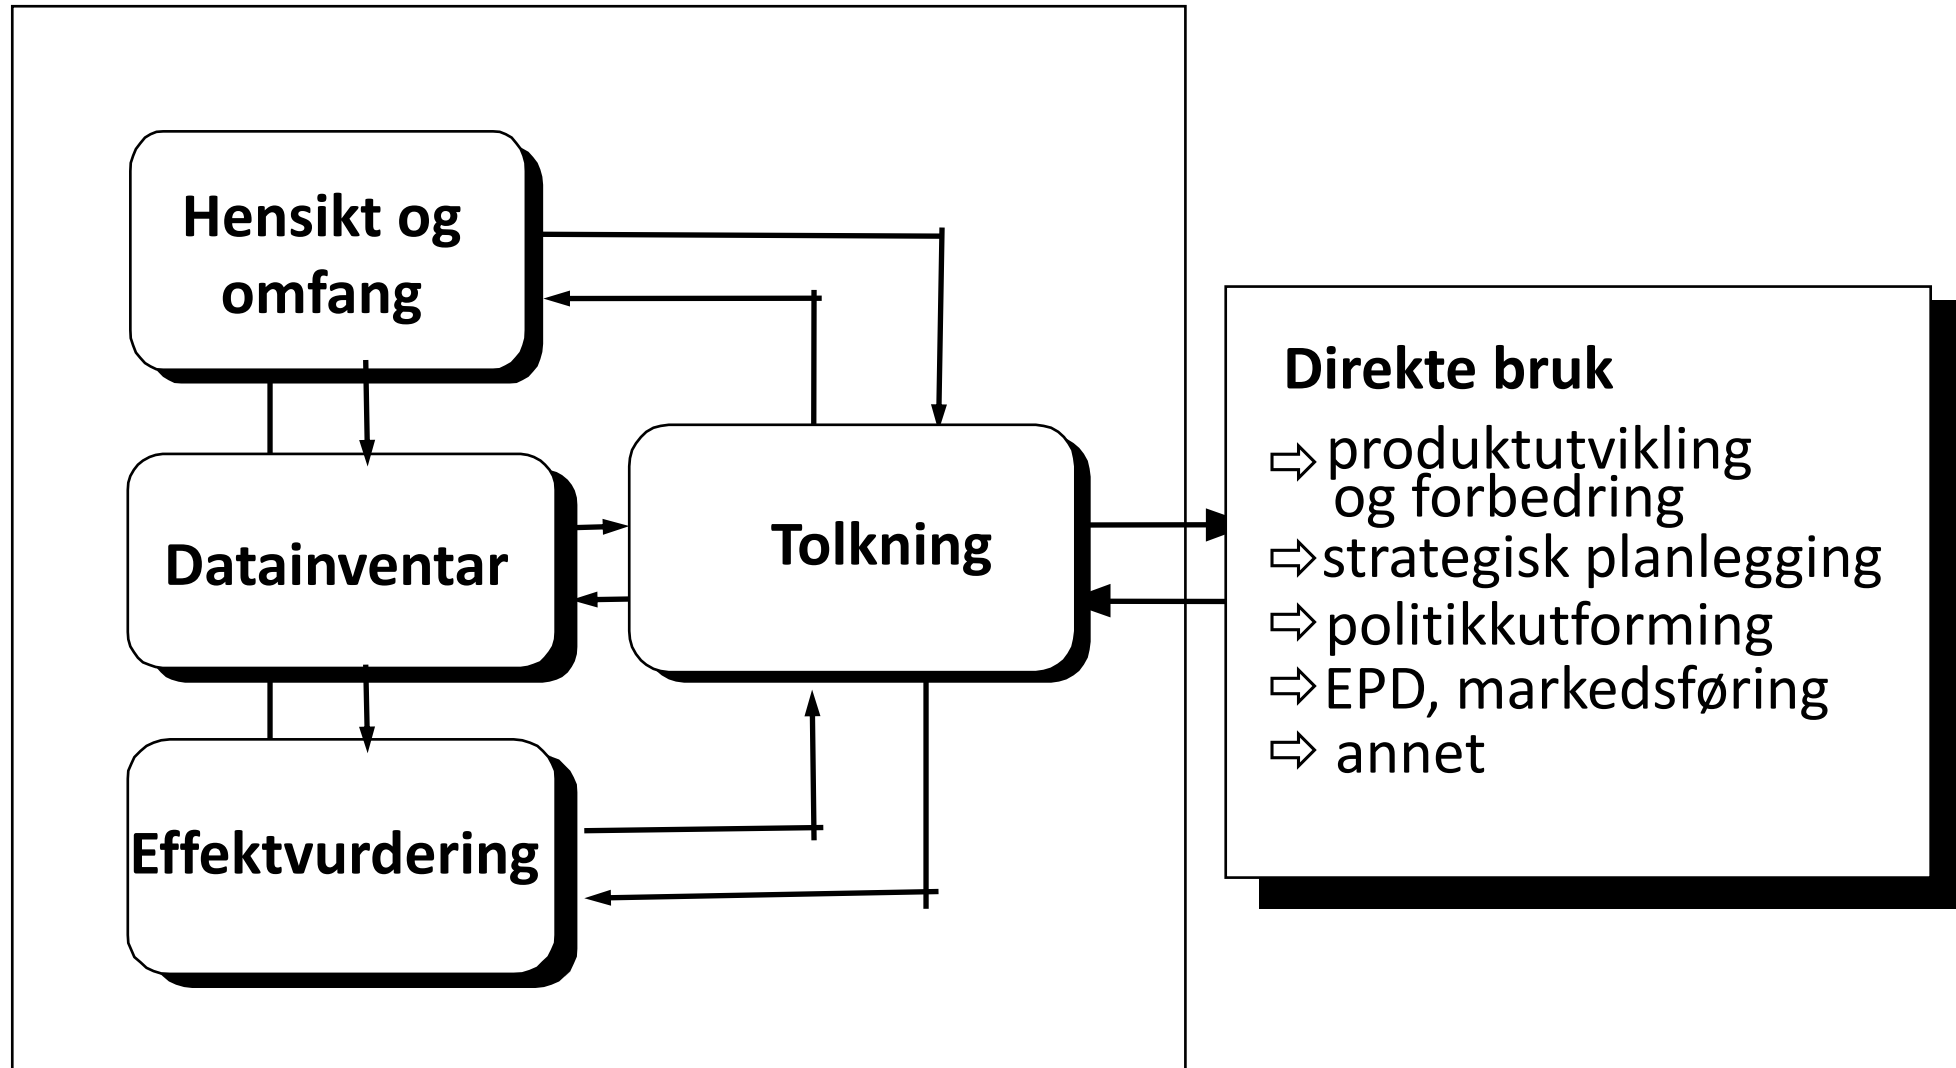 Hensikt og
omfang
Datainventar
Effektvurdering
Tolkning
Direkte bruk
produktutvikling
og forbedring
strategisk planlegging
politikkutforming
EPD, markedsføring
annet